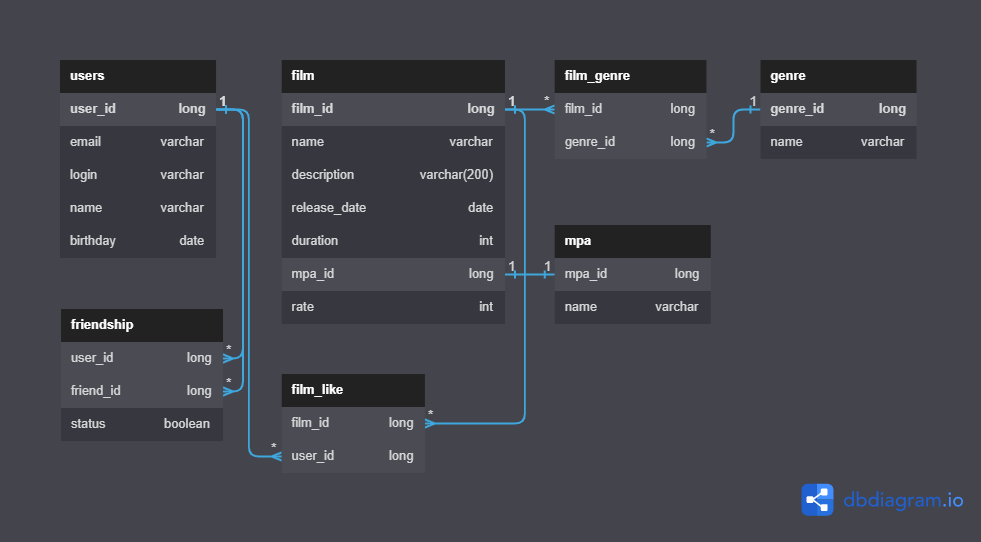 users
user_id long 1
email varchar
login varchar
name varchar
birthday date
film
film_id long 1
name varchar
description varchar(200)
release_date date
duration int
mpa_id long 1
rate int
film_genre
* film_id long
genre_id long *
genre
1 genre_id long
name varchar
mpa
1 mpa_id long
name varchar
friendship
user_id long *
friend_id long *
status boolean
film_like
film_id long *
* user_id long
dbdiagram.io